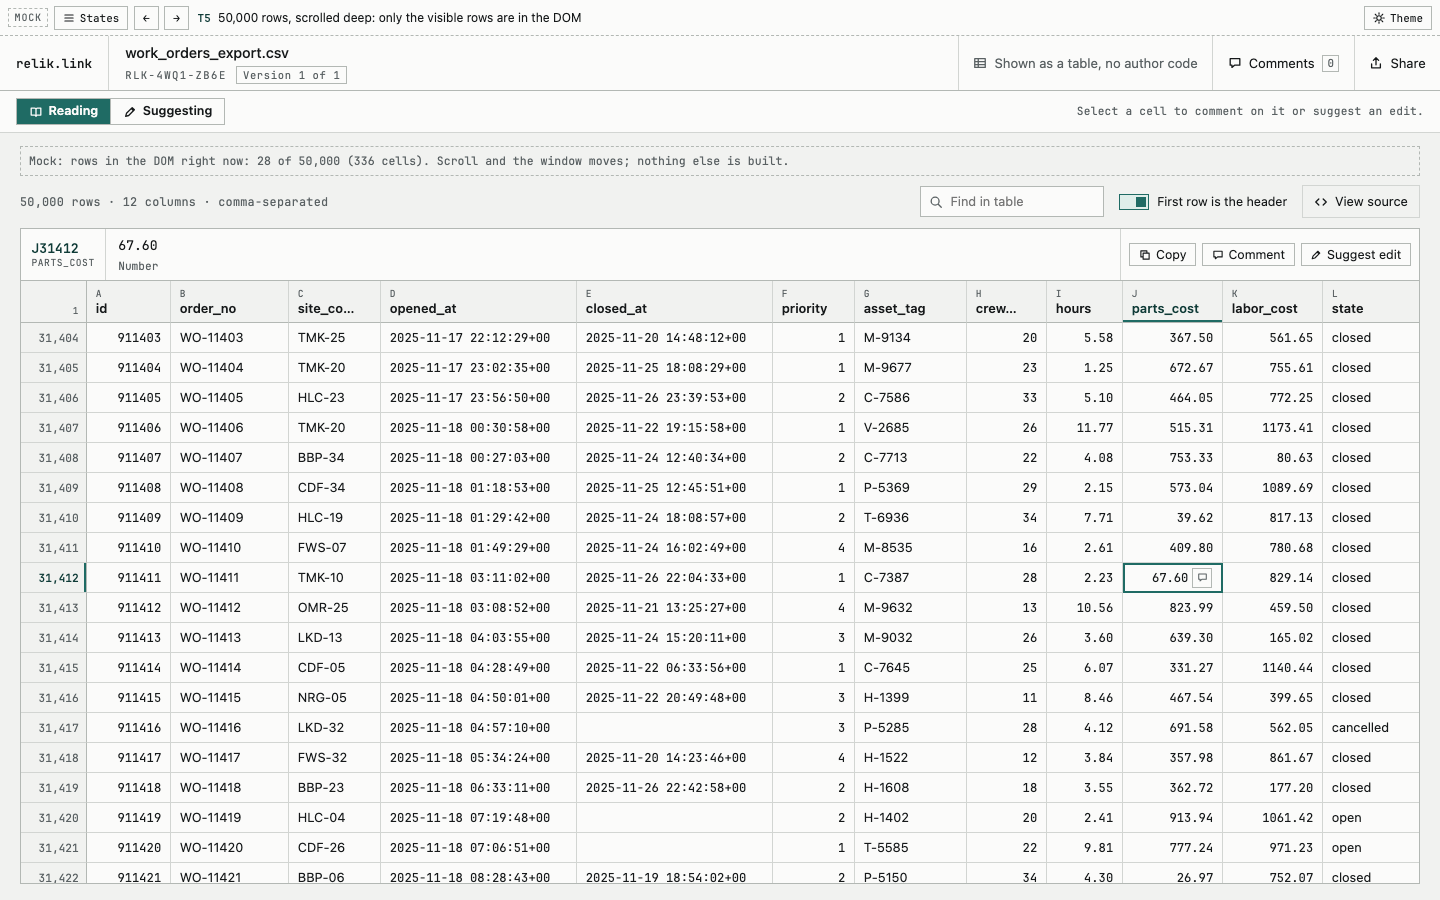 MOCK States ← → T5 50,000 rows, scrolled deep: only the visible rows are in the DOM Theme
relik.link work_orders_export.csv Shown as a table, no author code Comments 0 Share
RLK-4WQ1-ZB6E Version 1 of 1
Reading Suggesting Select a cell to comment on it or suggest an edit.
Mock: rows in the DOM right now: 28 of 50,000 (336 cells). Scroll and the window moves; nothing else is built.
50,000 rows · 12 columns · comma-separated Find in table First row is the header View source
J31412 67.60 Copy Comment Suggest edit
PARTS_COST Number
A B C D E F G H I J K L
1 id order_no site_co... opened_at closed_at priority asset_tag crew... hours parts_cost labor_cost state
31,404 911403 WO-11403 TMK-25 2025-11-17 22:12:29+00 2025-11-20 14:48:12+00 1 M-9134 20 5.58 367.50 561.65 closed
31,405 911404 WO-11404 TMK-20 2025-11-17 23:02:35+00 2025-11-25 18:08:29+00 1 M-9677 23 1.25 672.67 755.61 closed
31,406 911405 WO-11405 HLC-23 2025-11-17 23:56:50+00 2025-11-26 23:39:53+00 2 C-7586 33 5.10 464.05 772.25 closed
31,407 911406 WO-11406 TMK-20 2025-11-18 00:30:58+00 2025-11-22 19:15:58+00 1 V-2685 26 11.77 515.31 1173.41 closed
31,408 911407 WO-11407 BBP-34 2025-11-18 00:27:03+00 2025-11-24 12:40:34+00 2 C-7713 22 4.08 753.33 80.63 closed
31,409 911408 WO-11408 CDF-34 2025-11-18 01:18:53+00 2025-11-25 12:45:51+00 1 P-5369 29 2.15 573.04 1089.69 closed
31,410 911409 WO-11409 HLC-19 2025-11-18 01:29:42+00 2025-11-24 18:08:57+00 2 T-6936 34 7.71 39.62 817.13 closed
31,411 911410 WO-11410 FWS-07 2025-11-18 01:49:29+00 2025-11-24 16:02:49+00 4 M-8535 16 2.61 409.80 780.68 closed
31,412 911411 WO-11411 TMK-10 2025-11-18 03:11:02+00 2025-11-26 22:04:33+00 1 C-7387 28 2.23 67.60 829.14 closed
31,413 911412 WO-11412 OMR-25 2025-11-18 03:08:52+00 2025-11-21 13:25:27+00 4 M-9632 13 10.56 823.99 459.50 closed
31,414 911413 WO-11413 LKD-13 2025-11-18 04:03:55+00 2025-11-24 15:20:11+00 3 M-9032 26 3.60 639.30 165.02 closed
31,415 911414 WO-11414 CDF-05 2025-11-18 04:28:49+00 2025-11-22 06:33:56+00 1 C-7645 25 6.07 331.27 1140.44 closed
31,416 911415 WO-11415 NRG-05 2025-11-18 04:50:01+00 2025-11-22 20:49:48+00 3 H-1399 11 8.46 467.54 399.65 closed
31,417 911416 WO-11416 LKD-32 2025-11-18 04:57:10+00 3 P-5285 28 4.12 691.58 562.05 cancelled
31,418 911417 WO-11417 FWS-32 2025-11-18 05:34:24+00 2025-11-20 14:23:46+00 4 H-1522 12 3.84 357.98 861.67 closed
31,419 911418 WO-11418 BBP-23 2025-11-18 06:33:11+00 2025-11-26 22:42:58+00 2 H-1608 18 3.55 362.72 177.20 closed
31,420 911419 WO-11419 HLC-04 2025-11-18 07:19:48+00 2 H-1402 20 2.41 913.94 1061.42 open
31,421 911420 WO-11420 CDF-26 2025-11-18 07:06:51+00 1 T-5585 22 9.81 777.24 971.23 open
31,422 911421 WO-11421 BBP-06 2025-11-18 08:28:43+00 2025-11-19 18:54:02+00 2 P-5150 34 4.30 26.97 752.07 closed